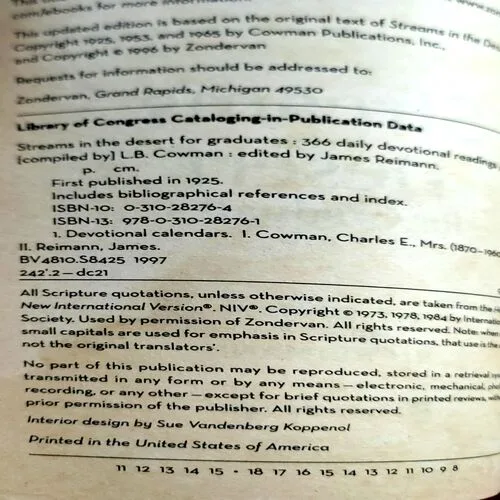 com/ebooks for more information.
This updated edition is based on the original text of Streams in the
Copyright 1925, 1953, and 1965 by Cowman Publications, Inc.,
and Copyright © 1996 by Zondervan
Requests for information should be addressed to:
Zondervan, Grand Rapids, Michigan 49530
Library of Congress Cataloging-in-Publication Data
Streams in the desert for graduates : 366 daily devotional readings
[compiled by] L.B. Cowman : edited by James Reimann.
p. cm.
First published in 1925.
Includes bibliographical references and index.
ISBN-10: 0-310-28276-4
ISBN-13: 978-0-310-28276-1
1. Devotional calendars. I. Cowman, Charles E., Mrs. (1870-1960
II. Reimann, James.
BV4810.S8425 1997
242'.2—dc21
All Scripture quotations, unless otherwise indicated, are taken from the
New International Version®. NIV®. Copyright © 1973, 1978, 1984 by
Society. Used by permission of Zondervan. All rights reserved. Note: when
small capitals are used for emphasis in Scripture quotations, that use is the
not the original translators'.
No part of this publication may be reproduced, stored in a retrieval
transmitted in any form or by any means—electronic, mechanical,
recording, or any other—except for brief quotations in printed reviews,
prior permission of the publisher. All rights reserved.
Interior design by Sue Vandenberg Koppenol
Printed in the United States of America
11 12 13 14 15 • 18 17 16 15 14 13 12 11 10 9 8